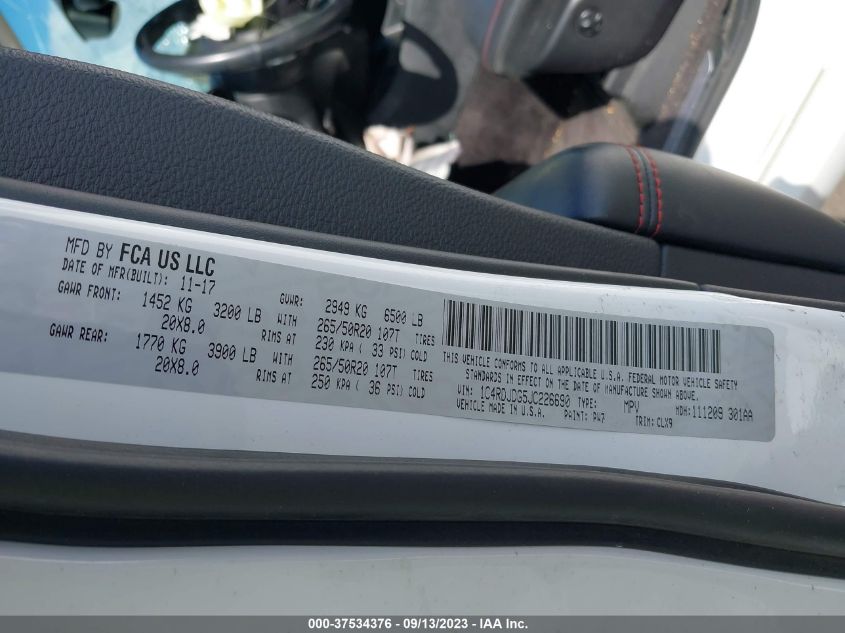 MFD BY FCA US LLC
DATE OF MFR(BUILT): 11-17 GVWR: 2949 KG 6500 LB
GAWR FRONT: 1452 KG 3200 LB WITH 265/50R20 107T TIRES
20X8.0 RIMS AT 230 KPA ( 33 PSI) COLD
GAWR REAR: 1770 KG 3900 LB WITH 265/50R20 107T TIRES
20X8.0 RIMS AT 250 KPA ( 36 PSI) COLD
THIS VEHICLE CONFORMS TO ALL APPLICABLE U.S.A. FEDERAL MOTOR VEHICLE SAFETY
STANDARDS IN EFFECT ON THE DATE OF MANUFACTURE SHOWN ABOVE.
VIN: 1C4RDJDG5JC226690 TYPE: MPV MDH: 111209 301AA
VEHICLE MADE IN U.S.A. PAINT: PW7 TRIM: CLX9
000-37534376 - 09/13/2023 - IAAI.com